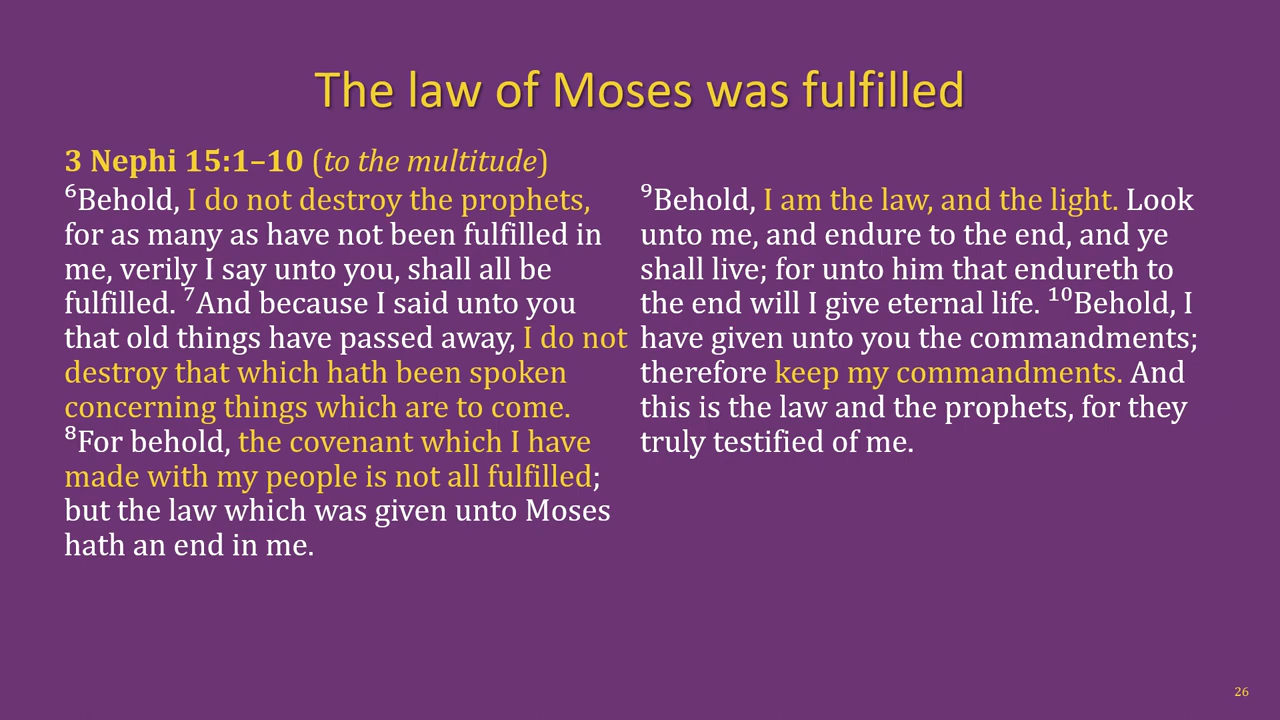 The law of Moses was fulfilled
3 Nephi 15:1–10 (to the multitude)
⁶Behold, I do not destroy the prophets,
for as many as have not been fulfilled in
me, verily I say unto you, shall all be
fulfilled. ⁷And because I said unto you
that old things have passed away, I do not
destroy that which hath been spoken
concerning things which are to come.
⁸For behold, the covenant which I have
made with my people is not all fulfilled;
but the law which was given unto Moses
hath an end in me.
⁹Behold, I am the law, and the light. Look
unto me, and endure to the end, and ye
shall live; for unto him that endureth to
the end will I give eternal life. ¹⁰Behold, I
have given unto you the commandments;
therefore keep my commandments. And
this is the law and the prophets, for they
truly testified of me.
26